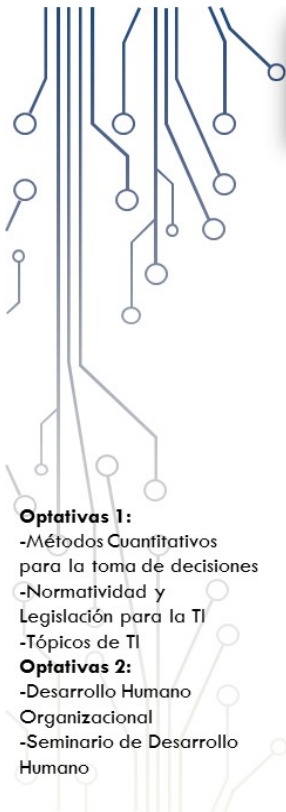 Optativas 1:
-Métodos Cuantitativos
para la toma de decisiones
-Normatividad y
Legislación para la TI
-Tópicos de TI
Optativas 2:
-Desarrollo Humano
Organizacional
-Seminario de Desarrollo
Humano